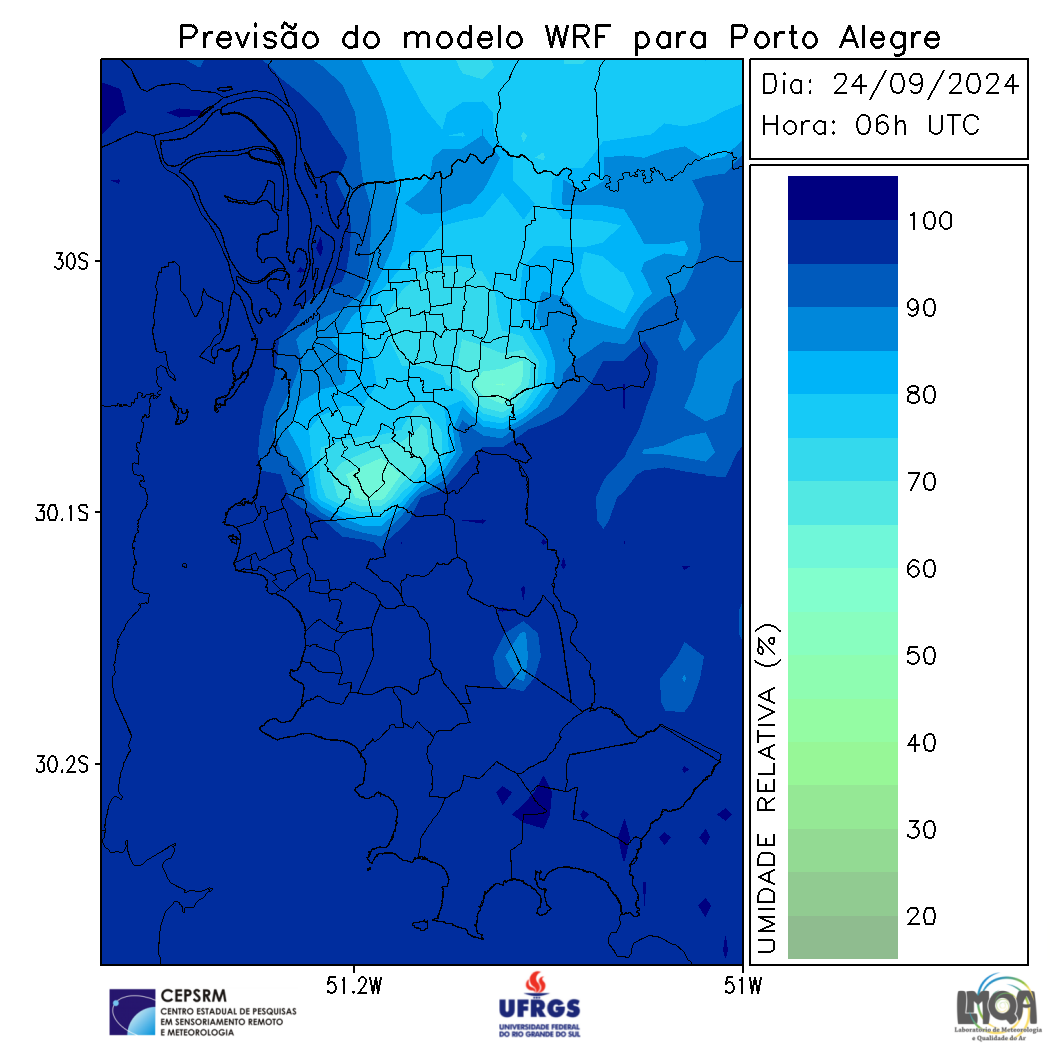 Previsão do modelo WRF para Porto Alegre
Dia: 24/09/2024
Hora: 06h UTC
100
90
80
70
60
50
40
30
20
UMIDADE RELATIVA (%)
30S
30.1S
30.2S
51.2W
51W
CEPSRM
CENTRO ESTADUAL DE PESQUISAS
EM SENSORIAMENTO REMOTO
E METEOROLOGIA
UFRGS
UNIVERSIDADE FEDERAL
DO RIO GRANDE DO SUL
LMQA
Laboratório de Meteorologia
e Qualidade do Ar